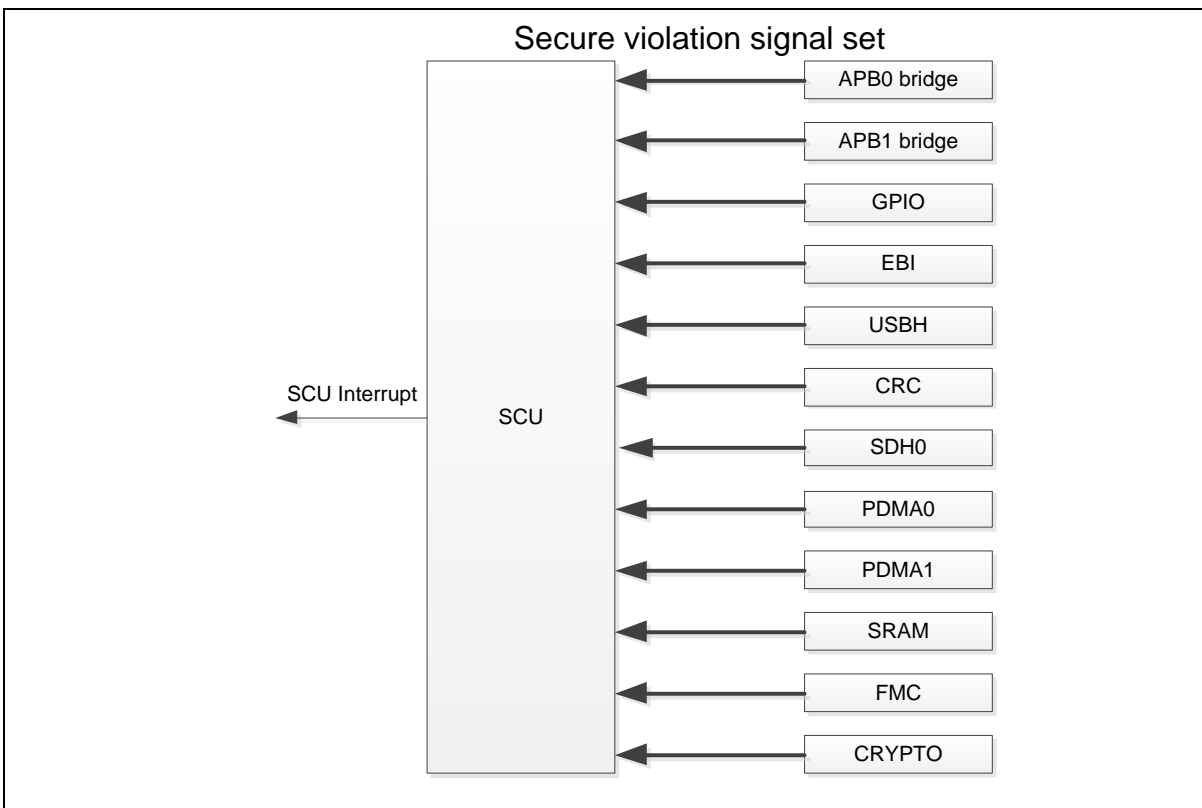 Secure violation signal set
APB0 bridge
APB1 bridge
GPIO
EBI
USBH
CRC
SCU Interrupt
SCU
SDH0
PDMA0
PDMA1
SRAM
FMC
CRYPTO